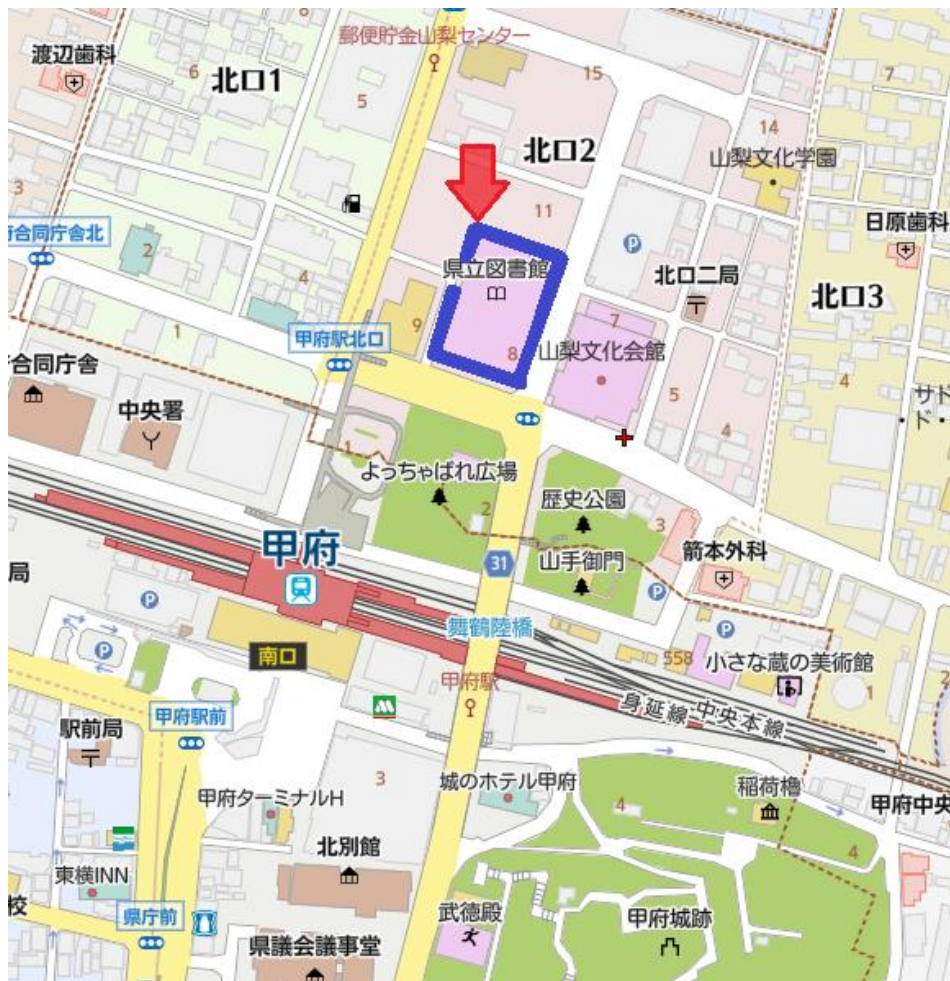 郵便貯金山梨センター
渡辺歯科
6
北口1
15
7
5
北口2
14
山梨文化学園
3
11
日原歯科
府合同庁舎北
2
県立図書館
北口二局
北口3
4
7
1
甲府駅北口
9
8
山梨文化会館
合同庁舎
5
4
サド・
ド・
中央署
4
1
よっちゃばれ広場
2
歴史公園
3
甲府
31
山手御門
箭本外科
局
舞鶴陸橋
南口
558
小さな蔵の美術館
2
1
甲府駅
身延線・中央本線
甲府駅前
駅前局
3
城のホテル甲府
稲荷櫓
甲府ターミナルH
4
甲府中央
北別館
4
東横INN
校
県庁前
武徳殿
甲府城跡
県議会議事堂